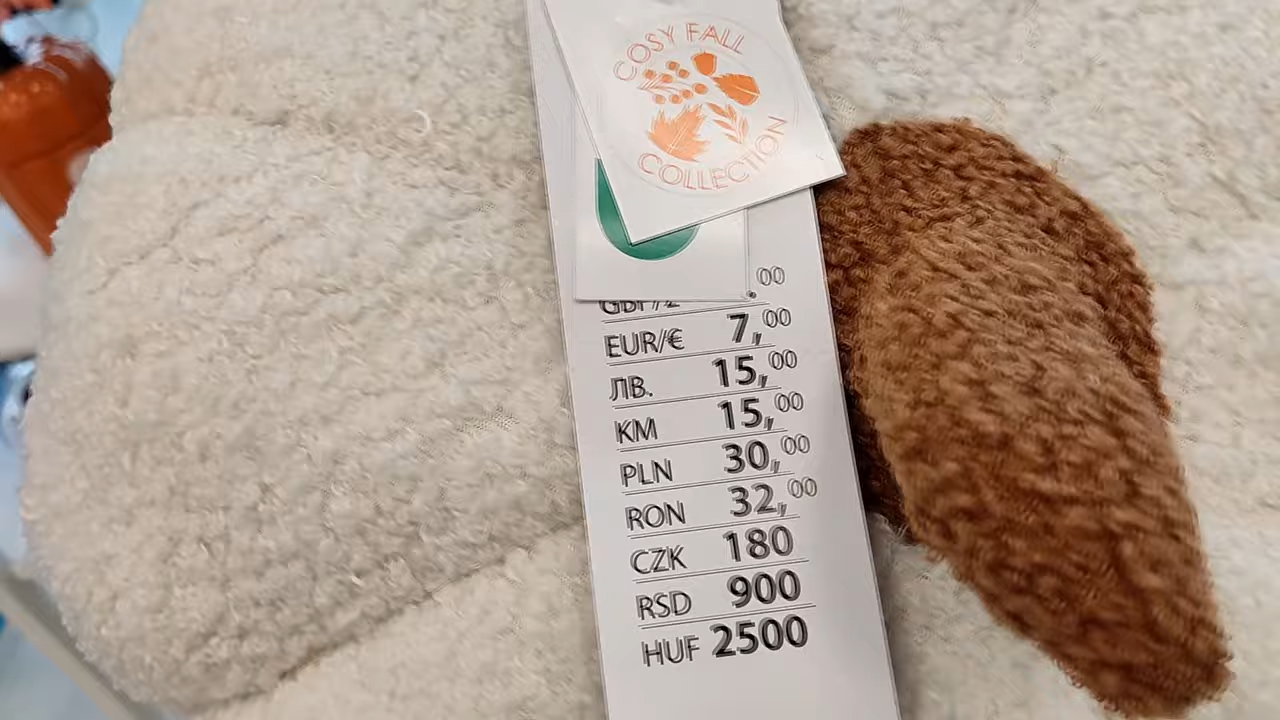 COSY FALL
COLLECTION
.00
EUR/€ 7,00
ЛВ. 15,00
KM 15,00
PLN 30,00
RON 32,00
CZK 180
RSD 900
HUF 2500